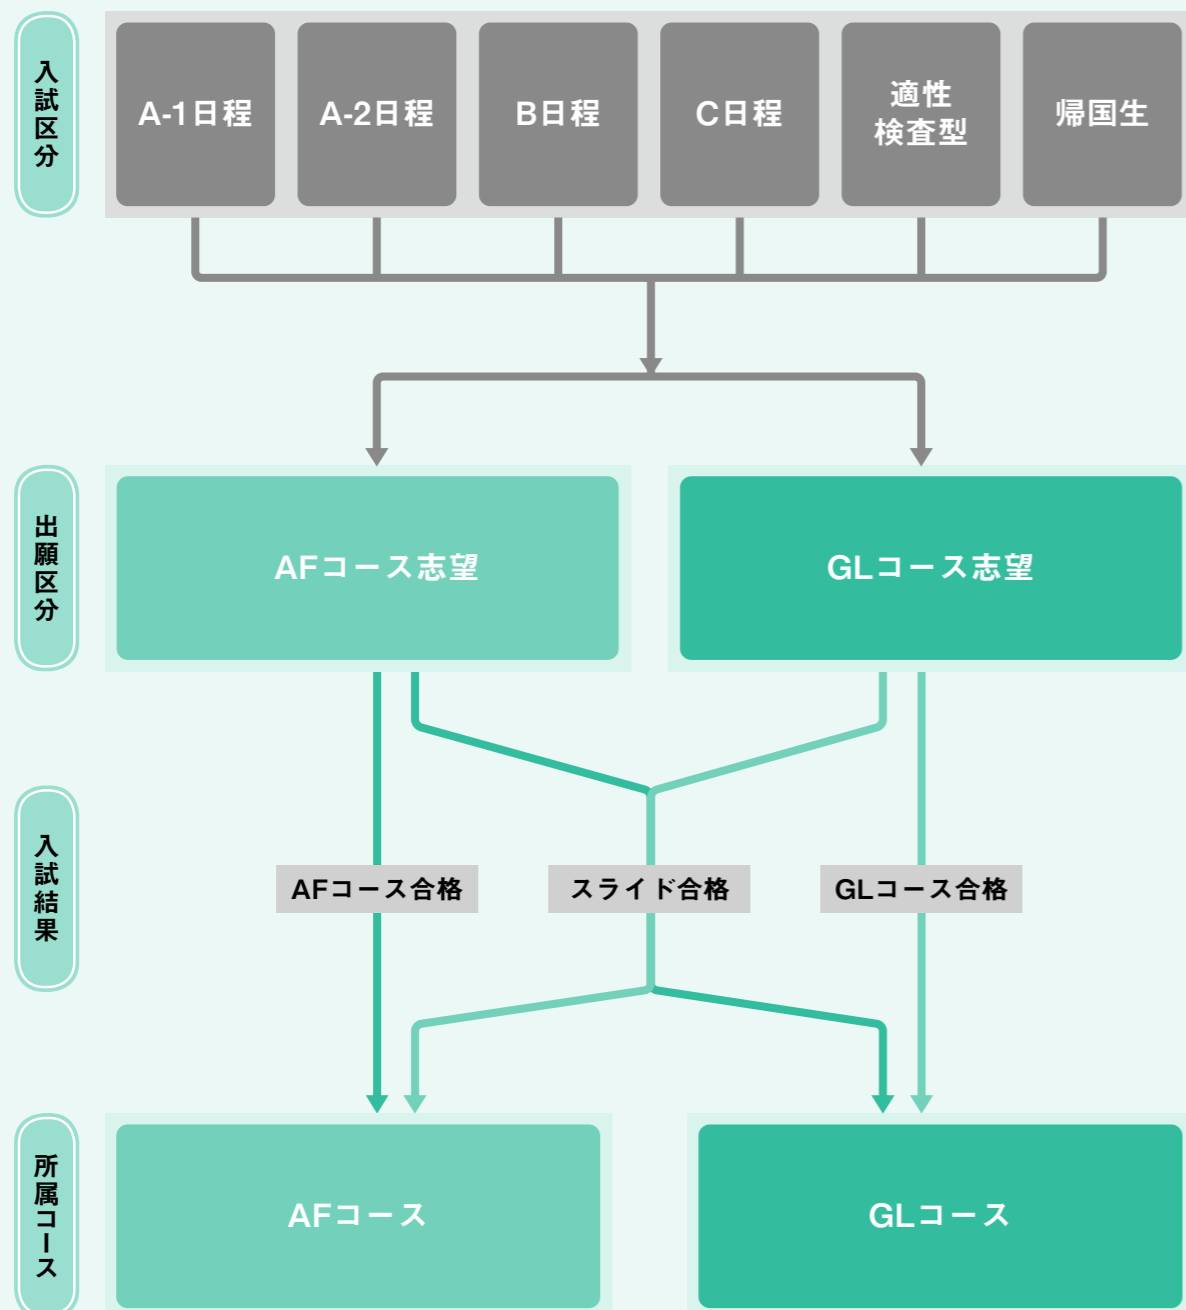 入試区分
A-1日程
A-2日程
B日程
C日程
適性
検査型
帰国生
出願区分
AFコース志望
GLコース志望
入試結果
AFコース合格
スライド合格
GLコース合格
所属コース
AFコース
GLコース